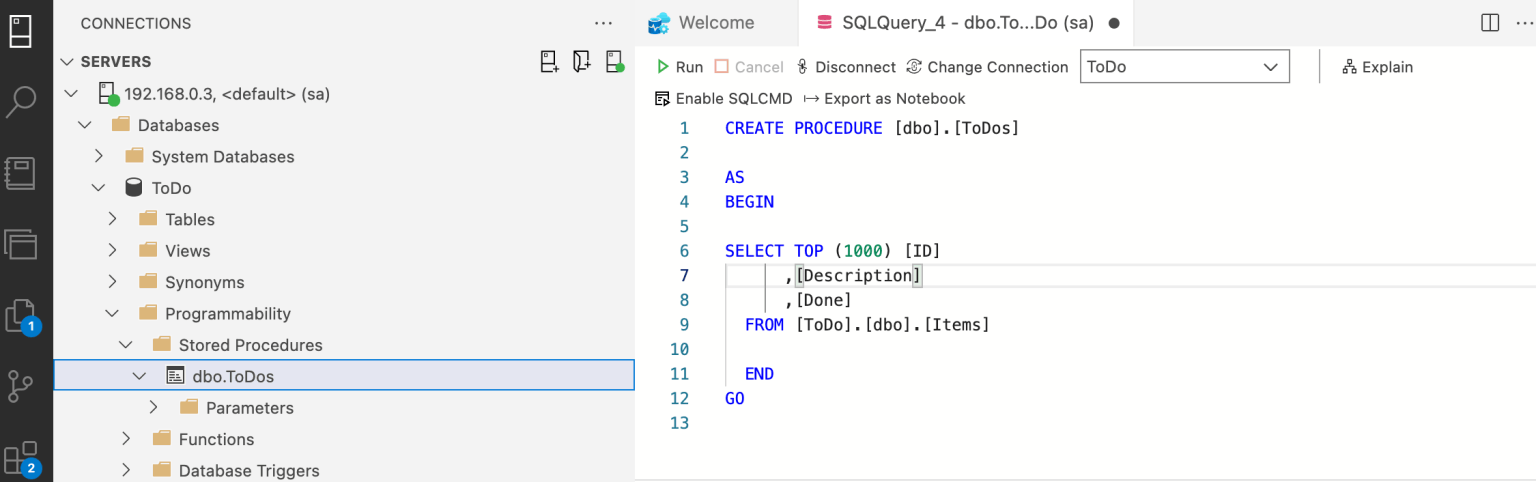 CONNECTIONS
SERVERS
192.168.0.3, <default> (sa)
Databases
System Databases
ToDo
Tables
Views
Synonyms
Programmability
Stored Procedures
dbo.ToDos
Parameters
Functions
Database Triggers
1
2
Welcome
SQLQuery_4 - dbo.To...Do (sa)
Run Cancel Disconnect Change Connection ToDo Explain
Enable SQLCMD Export as Notebook
1 CREATE PROCEDURE [dbo].[ToDos]
2
3 AS
4 BEGIN
5
6 SELECT TOP (1000) [ID]
7 ,[Description]
8 ,[Done]
9 FROM [ToDo].[dbo].[Items]
10
11 END
12 GO
13